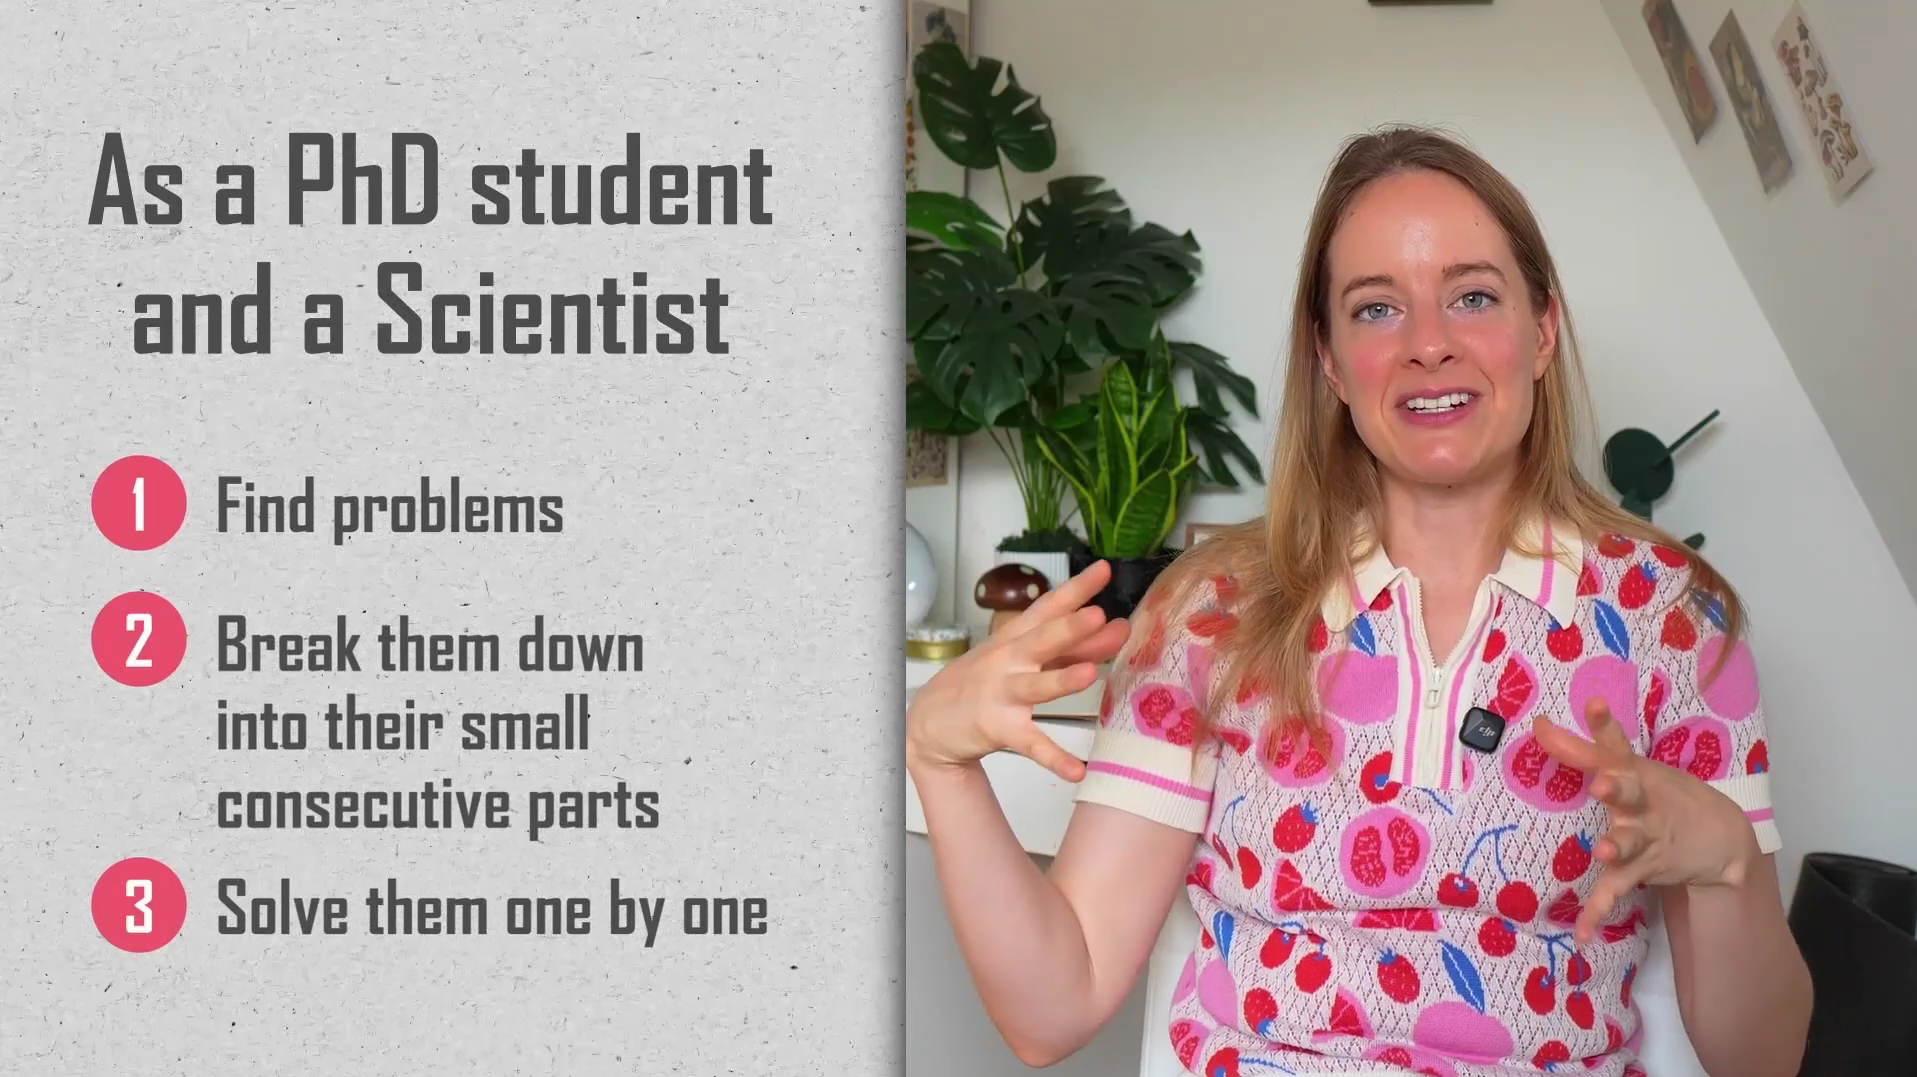 As a PhD student
and a Scientist
1 Find problems
2 Break them down
into their small
consecutive parts
3 Solve them one by one
dji